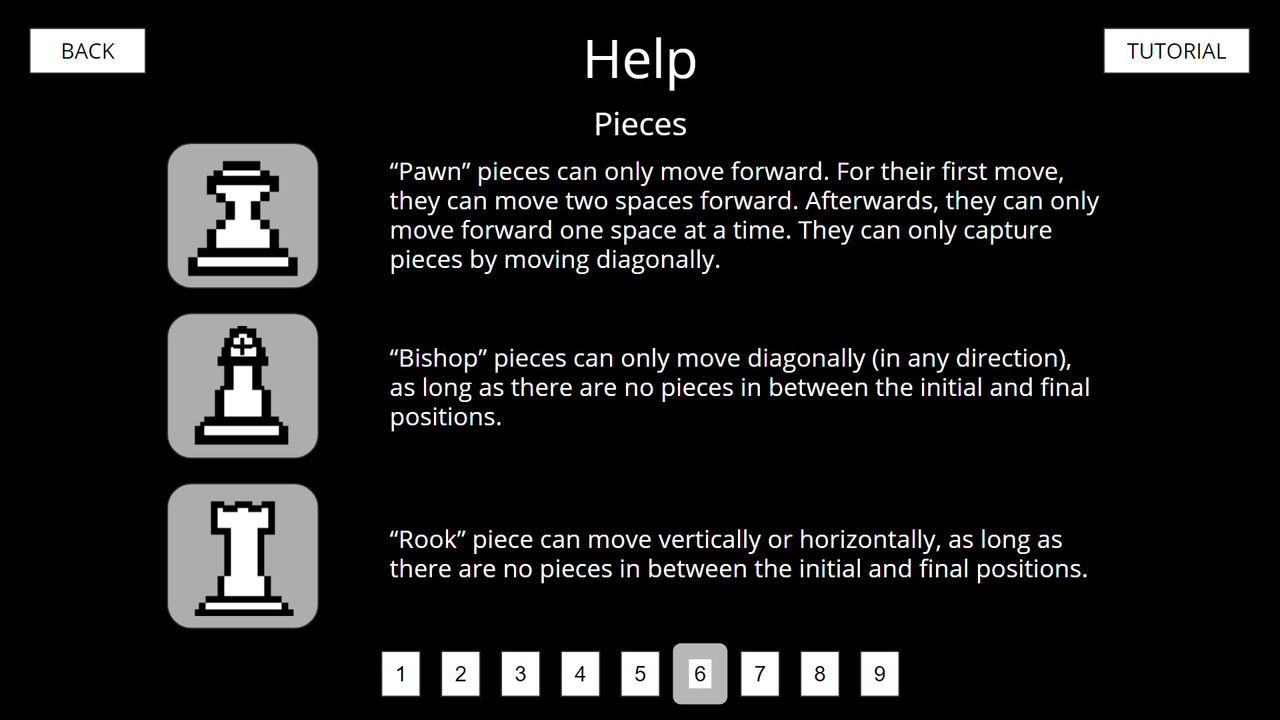 BACK
Help
TUTORIAL
Pieces
“Pawn” pieces can only move forward. For their first move,
they can move two spaces forward. Afterwards, they can only
move forward one space at a time. They can only capture
pieces by moving diagonally.
“Bishop” pieces can only move diagonally (in any direction),
as long as there are no pieces in between the initial and final
positions.
“Rook” piece can move vertically or horizontally, as long as
there are no pieces in between the initial and final positions.
1 2 3 4 5 6 7 8 9